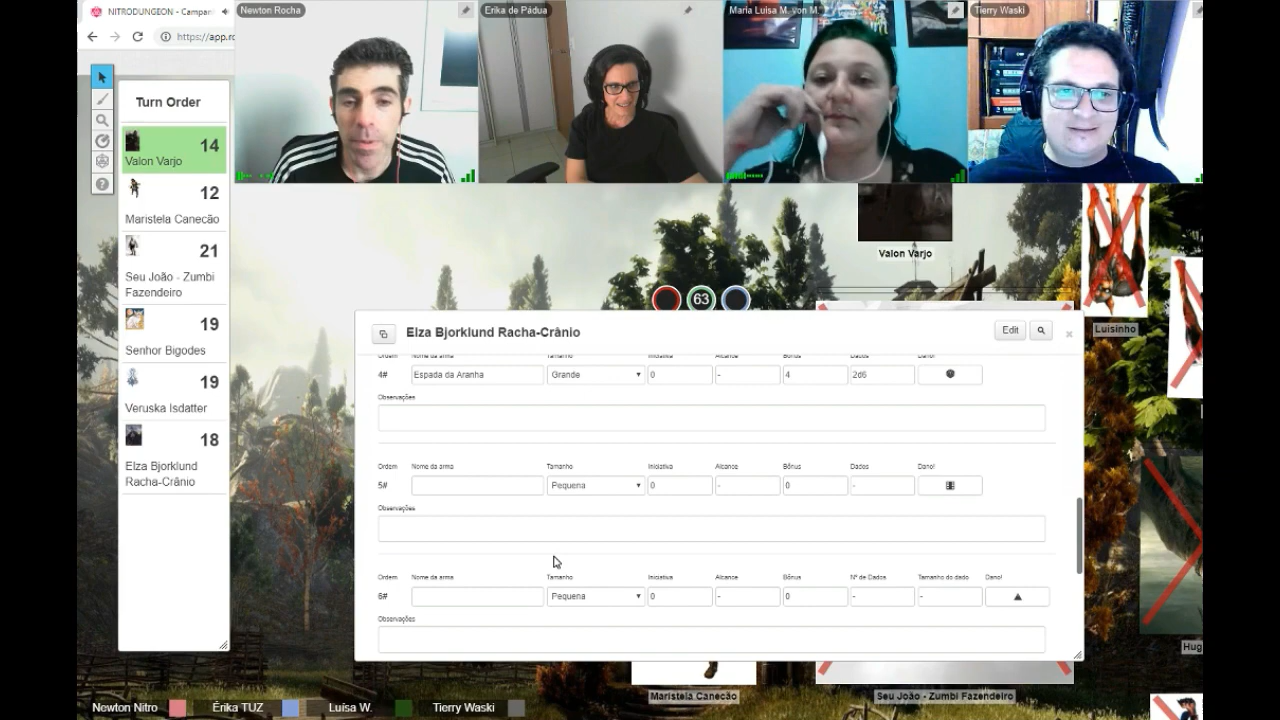 NITRODUNGEON - Campan
https://app.ro
Newton Rocha
Erika de Pádua
Maria Luisa M. von M.
Tierry Waski
Turn Order
14
Valon Varjo
12
Maristela Canecão
21
Seu João - Zumbi
Fazendeiro
19
Senhor Bigodes
19
Veruska Isdatter
18
Elza Bjorklund
Racha-Crânio
Valon Varjo
63
Luisinho
Elza Bjorklund Racha-Crânio
Edit
Ordem Nome da arma Tamanho Iniciativa Alcance Bônus Dados Dano!
4# Espada da Aranha Grande 0 - 4 2d6
Observações
Ordem Nome da arma Tamanho Iniciativa Alcance Bônus Dados Dano!
5# Pequena 0 - 0 -
Observações
Ordem Nome da arma Tamanho Iniciativa Alcance Bônus Nº de Dados Tamanho do dado Dano!
6# Pequena 0 - 0 - -
Observações
Hug
Maristela Canecão
Seu João - Zumbi Fazendeiro
Newton Nitro Érika TUZ Luísa W. Tierry Waski